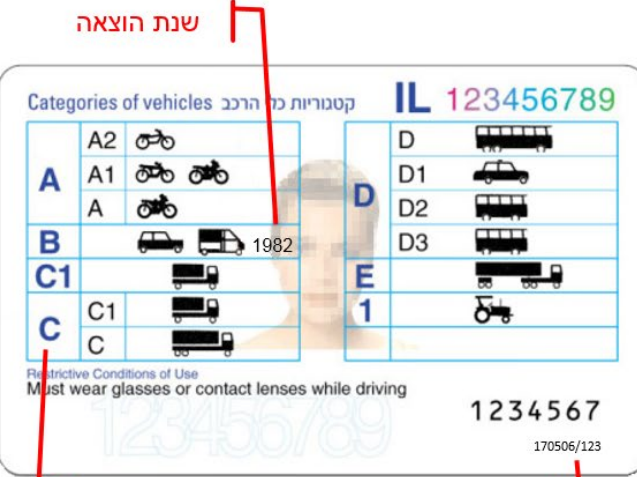 שנת הוצאה
Categories of vehicles קטגוריות כלי הרכב
IL 123456789
A
A2
A1
A
B 1982
C1
C
C1
C
D
D
D1
D2
D3
E
1
Restrictive Conditions of Use
Must wear glasses or contact lenses while driving
123456789
1234567
170506/123